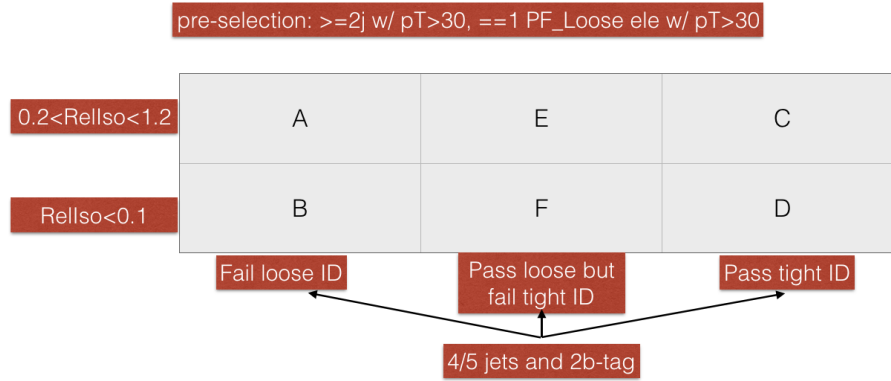 pre-selection: >=2j w/ pT>30, ==1 PF_Loose ele w/ pT>30
0.2<RelIso<1.2
A
E
C
RelIso<0.1
B
F
D
Fail loose ID
Pass loose but
fail tight ID
Pass tight ID
4/5 jets and 2b-tag